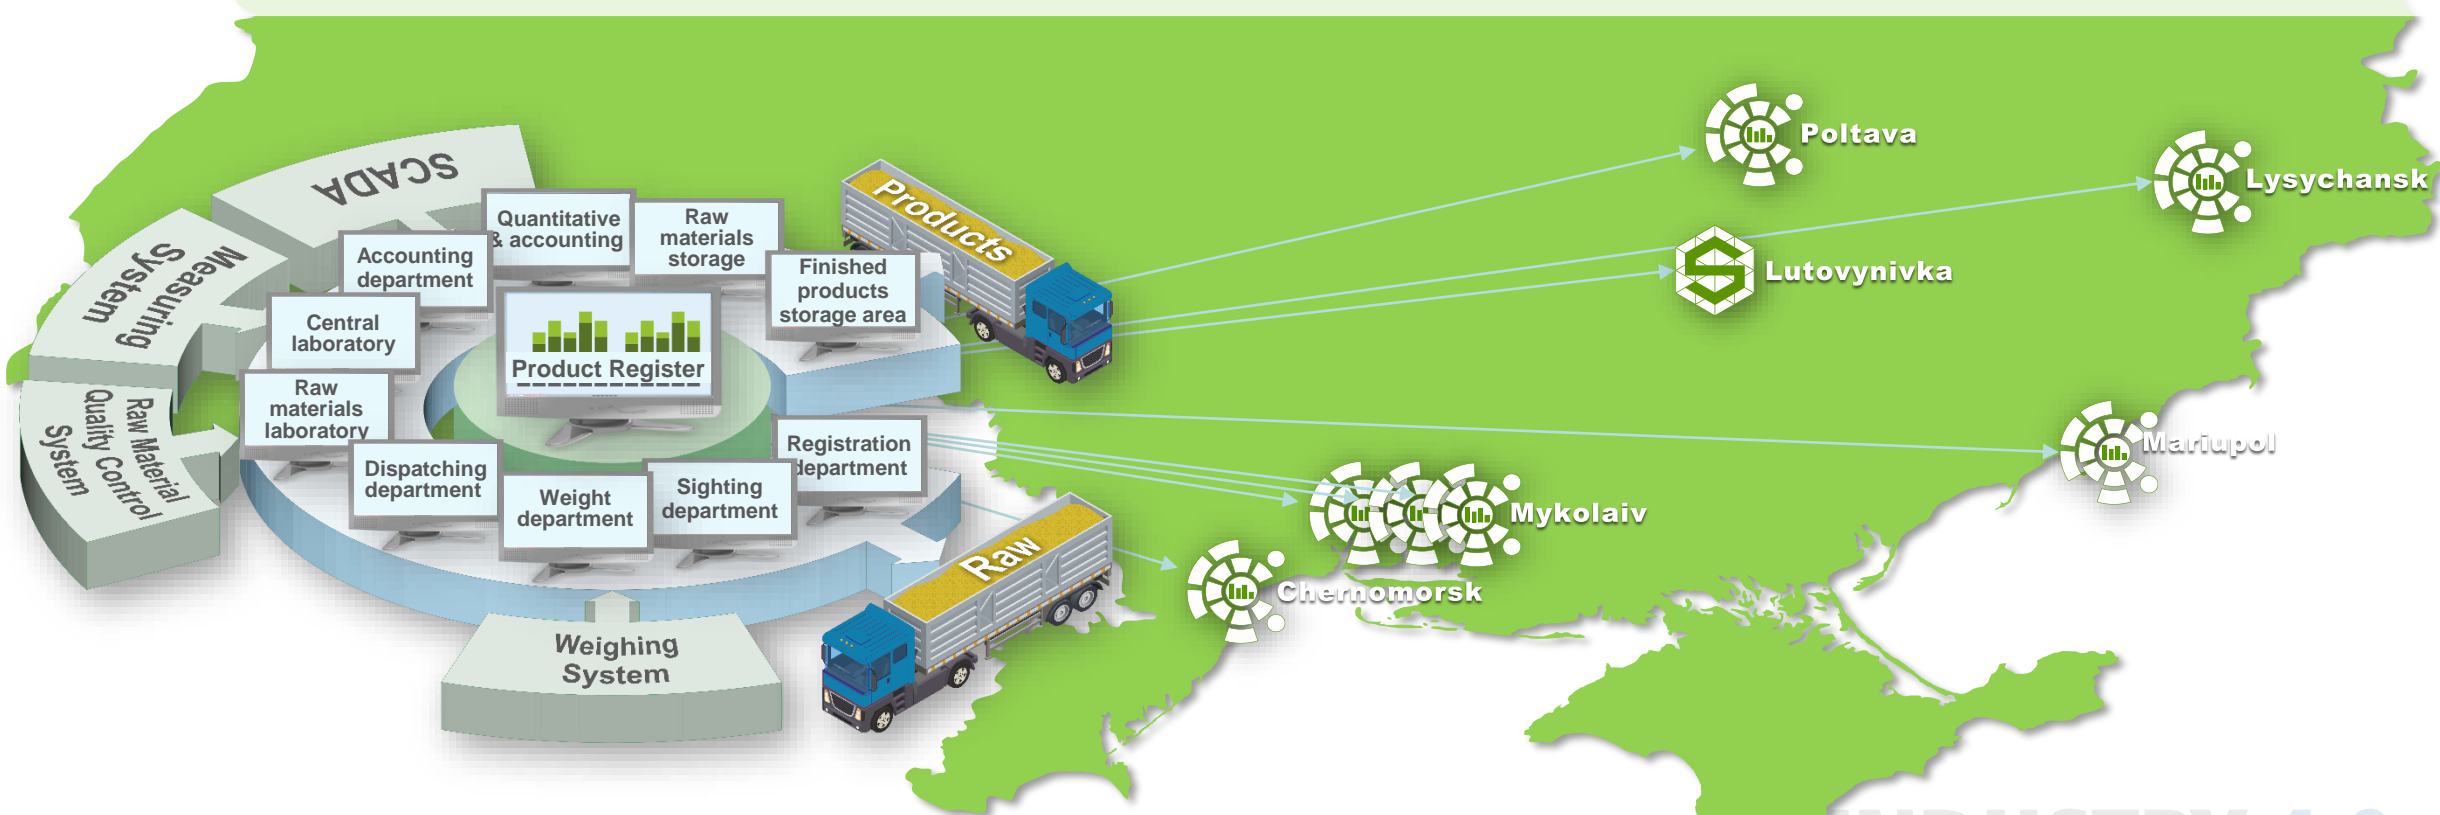 SCADA
Measuring
System
Raw Material
Quality Control
System
Weighing
System
Quantitative
& accounting
Raw
materials
storage
Accounting
department
Finished
products
storage area
Central
laboratory
Product Register
Raw
materials
laboratory
Registration
department
Dispatching
department
Weight
department
Sighting
department
Products
Raw
Poltava
Lysychansk
Lutovynivka
Mariupol
Mykolaiv
Chernomorsk